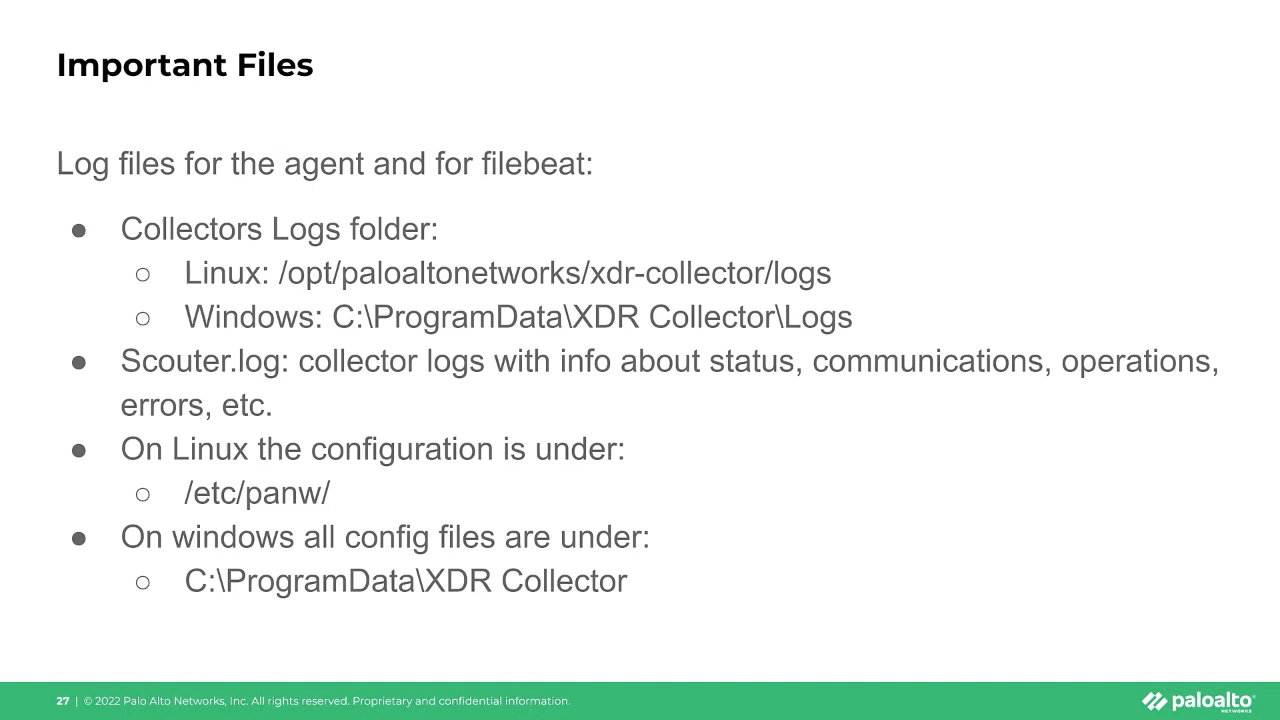 Important Files
Log files for the agent and for filebeat:
● Collectors Logs folder:
○ Linux: /opt/paloaltonetworks/xdr-collector/logs
○ Windows: C:\ProgramData\XDR Collector\Logs
● Scouter.log: collector logs with info about status, communications, operations,
errors, etc.
● On Linux the configuration is under:
○ /etc/panw/
● On windows all config files are under:
○ C:\ProgramData\XDR Collector
27 | © 2022 Palo Alto Networks, Inc. All rights reserved. Proprietary and confidential information.
paloalto
NETWORKS